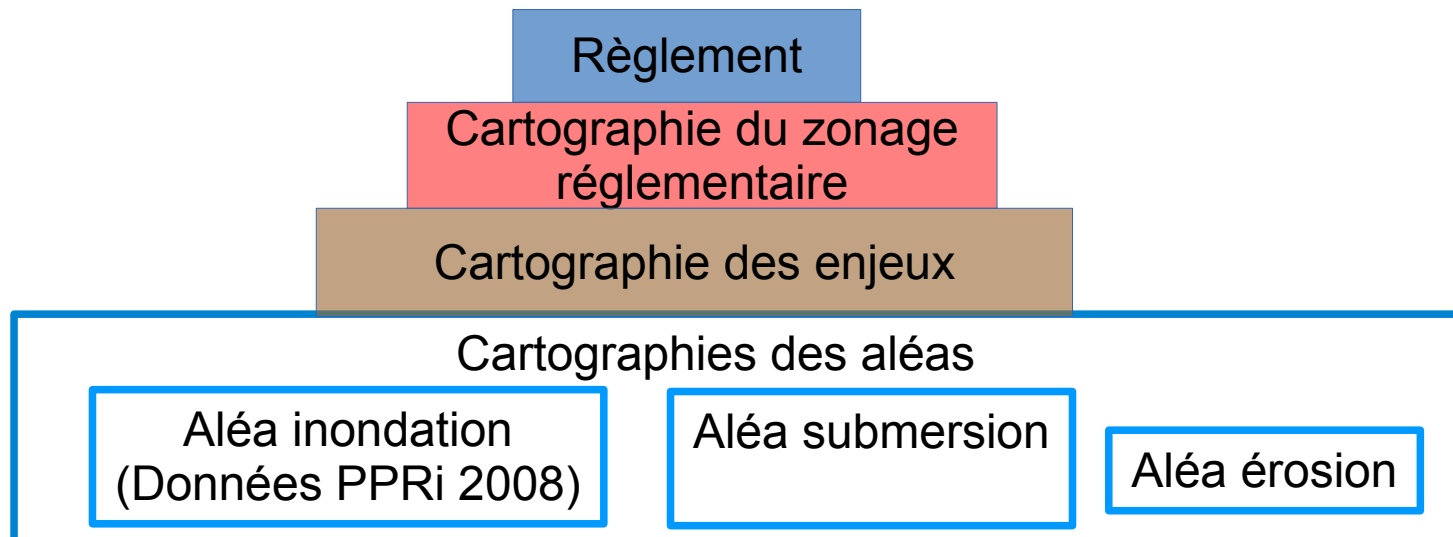 Règlement
Cartographie du zonage
réglementaire
Cartographie des enjeux
Cartographies des aléas
Aléa inondation
(Données PPRi 2008)
Aléa submersion
Aléa érosion